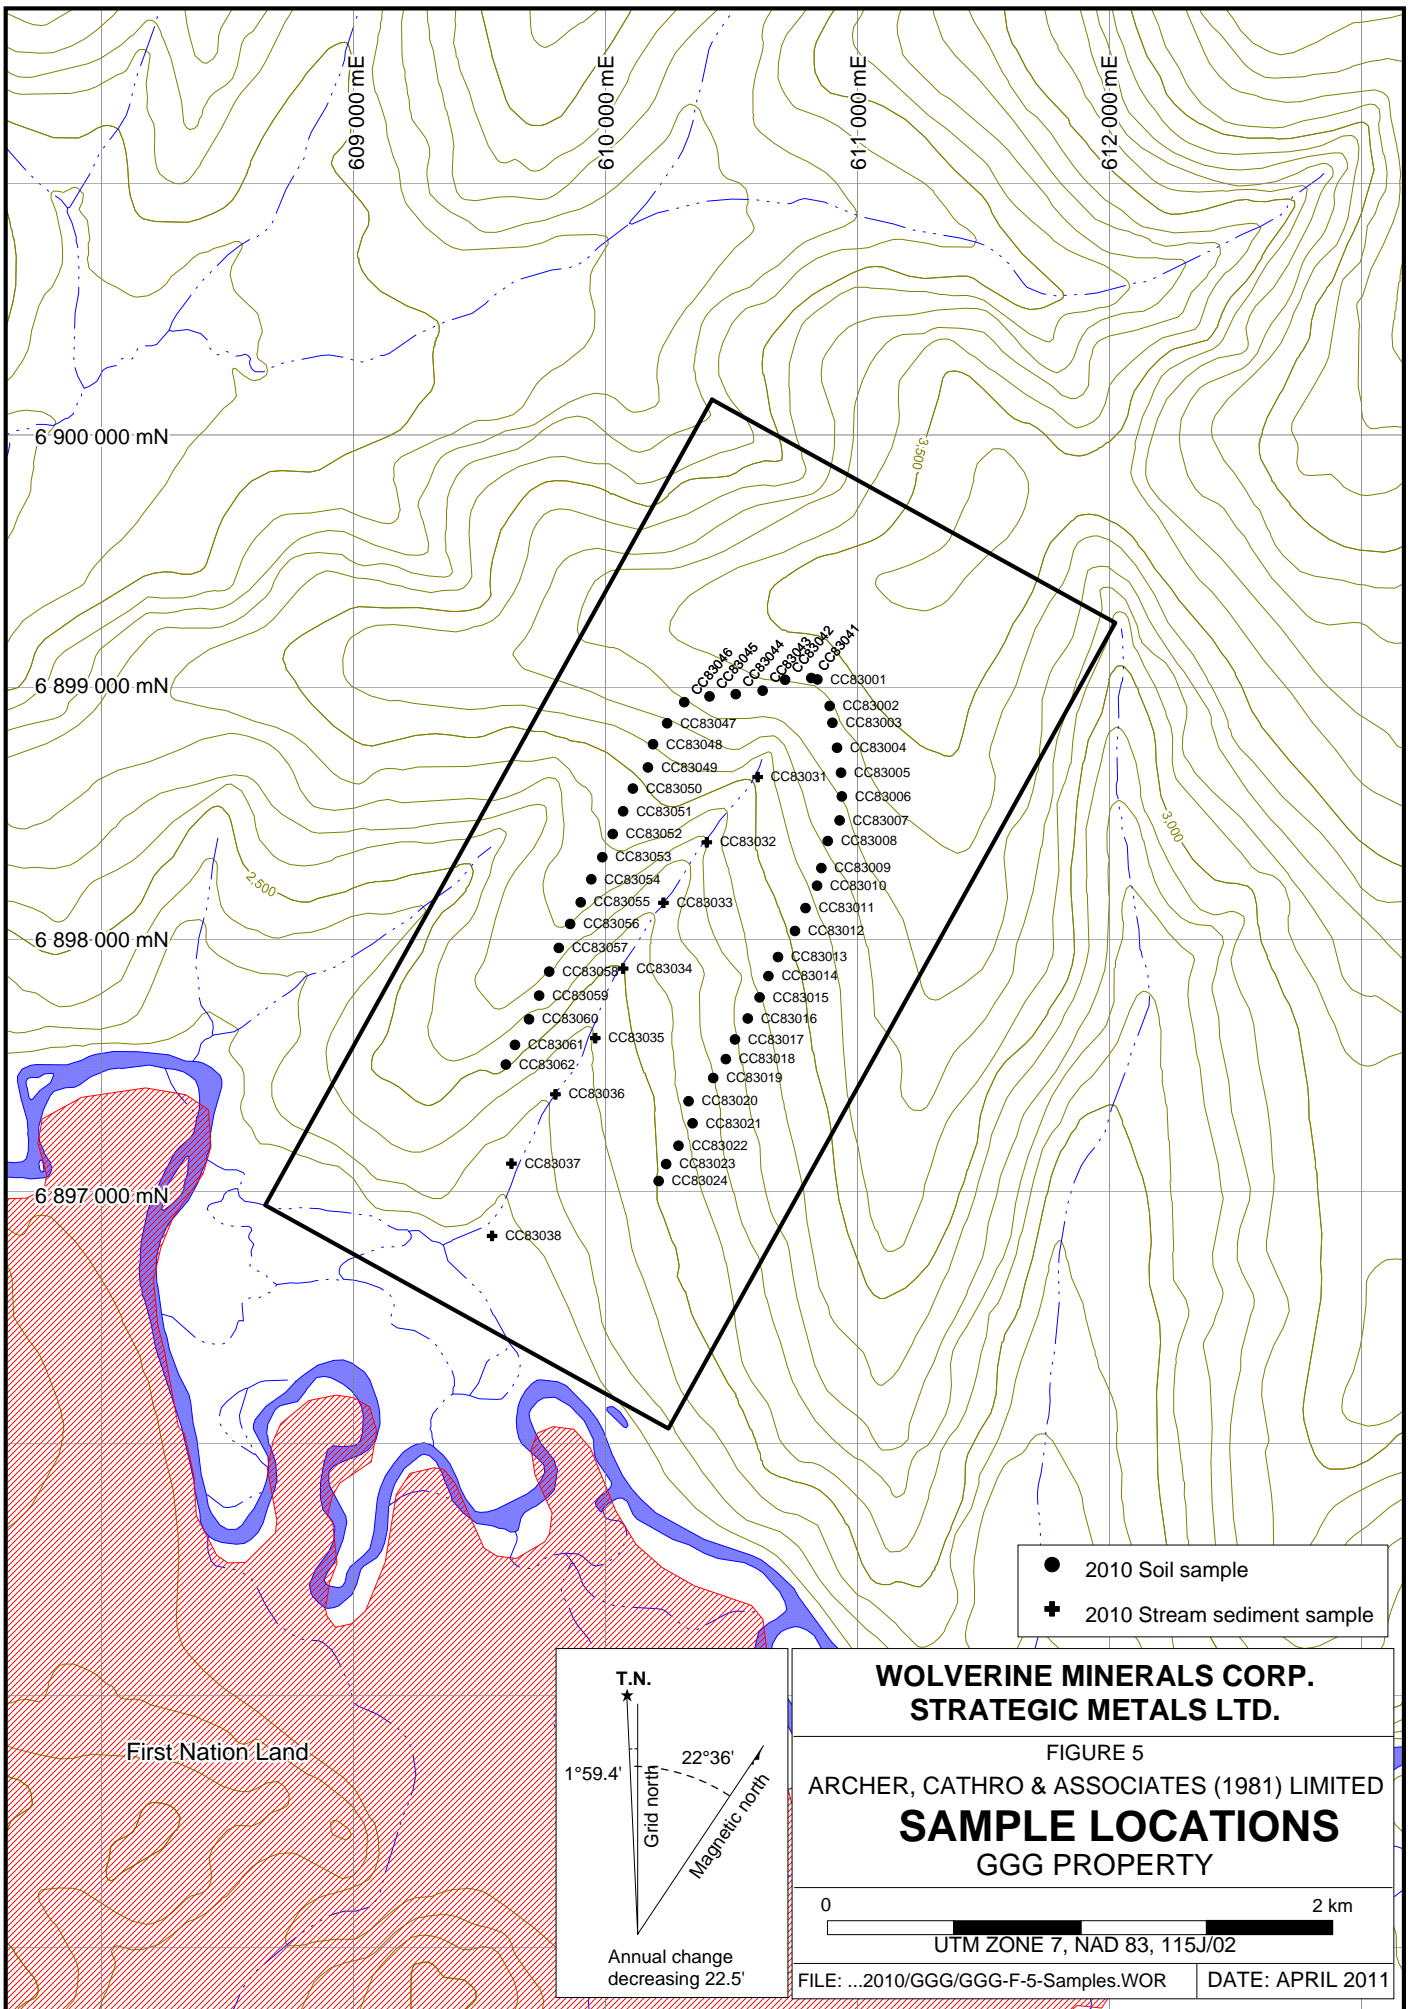 609 000 mE
610 000 mE
611 000 mE
612 000 mE
6 900 000 mN
3,500
CC83046
CC83045
CC83044
CC83043
CC83042
CC83041
6 899 000 mN
CC83001
CC83002
CC83047
CC83003
CC83048
CC83004
CC83049
CC83005
CC83031
CC83050
CC83006
CC83051
CC83007
3,000
CC83052
CC83032
CC83008
CC83053
CC83009
2,500
CC83054
CC83010
CC83055
CC83033
CC83011
CC83056
CC83012
6 898 000 mN
CC83057
CC83013
CC83058
CC83034
CC83014
CC83059
CC83015
CC83060
CC83016
CC83035
CC83017
CC83061
CC83018
CC83062
CC83019
CC83036
CC83020
CC83021
CC83022
CC83037
CC83023
CC83024
6 897 000 mN
CC83038
2010 Soil sample
2010 Stream sediment sample
First Nation Land
T.N.
1°59.4'
22°36'
Grid north
Magnetic north
Annual change
decreasing 22.5'
WOLVERINE MINERALS CORP.
STRATEGIC METALS LTD.
FIGURE 5
ARCHER, CATHRO & ASSOCIATES (1981) LIMITED
SAMPLE LOCATIONS
GGG PROPERTY
0 2 km
UTM ZONE 7, NAD 83, 115J/02
FILE: ...2010/GGG/GGG-F-5-Samples.WOR
DATE: APRIL 2011